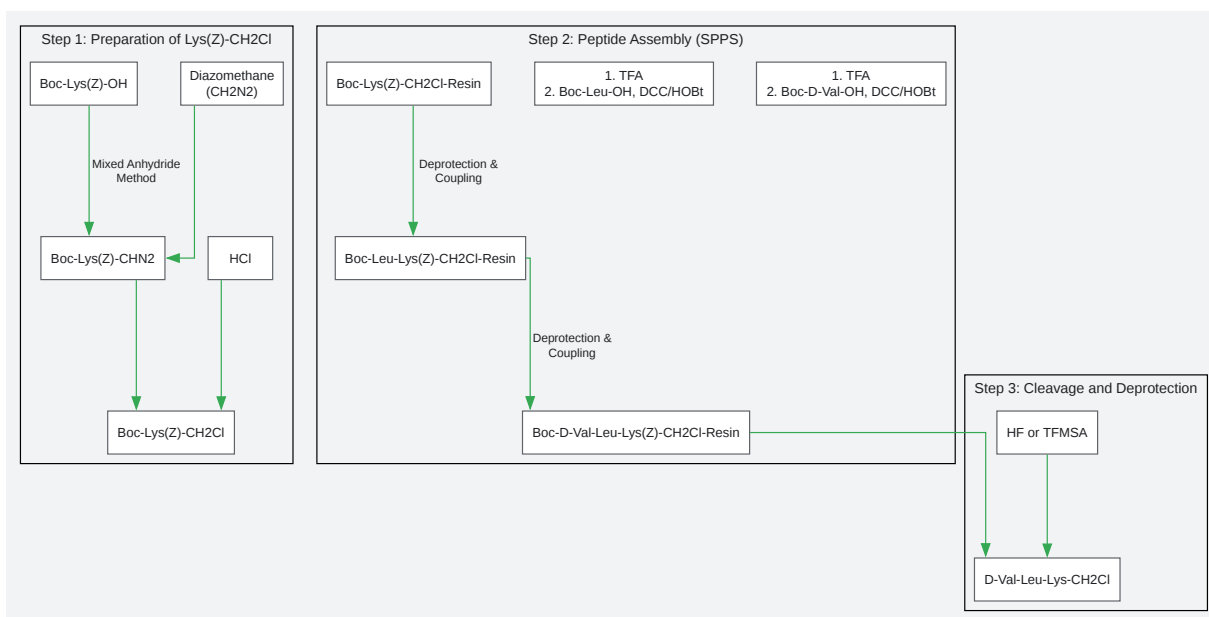 Step 1: Preparation of Lys(Z)-CH2Cl
Boc-Lys(Z)-OH
Diazomethane
(CH2N2)
Mixed Anhydride
Method
Boc-Lys(Z)-CHN2
HCl
Boc-Lys(Z)-CH2Cl
Step 2: Peptide Assembly (SPPS)
Boc-Lys(Z)-CH2Cl-Resin
1. TFA
2. Boc-Leu-OH, DCC/HOBt
1. TFA
2. Boc-D-Val-OH, DCC/HOBt
Deprotection &
Coupling
Boc-Leu-Lys(Z)-CH2Cl-Resin
Deprotection &
Coupling
Boc-D-Val-Leu-Lys(Z)-CH2Cl-Resin
Step 3: Cleavage and Deprotection
HF or TFMSA
D-Val-Leu-Lys-CH2Cl